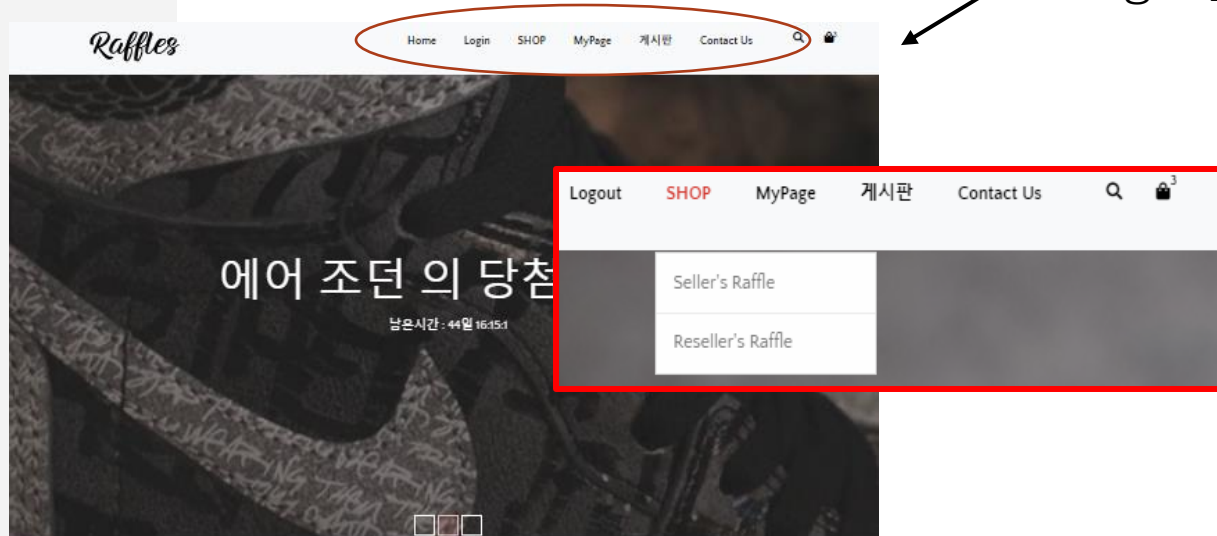 Raffles
Home Login SHOP MyPage 게시판 Contact Us
Logout SHOP MyPage 게시판 Contact Us 3
Seller's Raffle
Reseller's Raffle
에어 조던 의 당첨
남은시간 : 44일 16:15:1